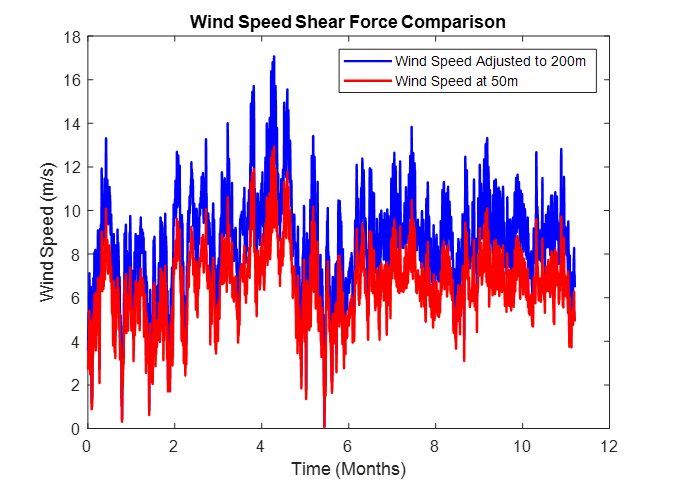 Wind Speed Shear Force Comparison
Wind Speed Adjusted to 200m
Wind Speed at 50m
Wind Speed (m/s)
18
16
14
12
10
8
6
4
2
0
0 2 4 6 8 10 12
Time (Months)